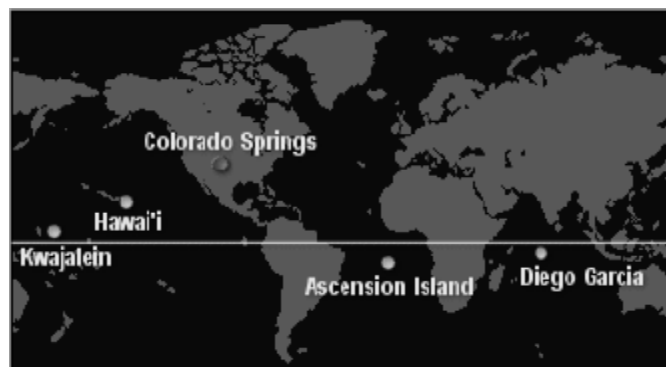 Colorado Springs
Hawai'i
Kwajalein
Ascension Island
Diego Garcia